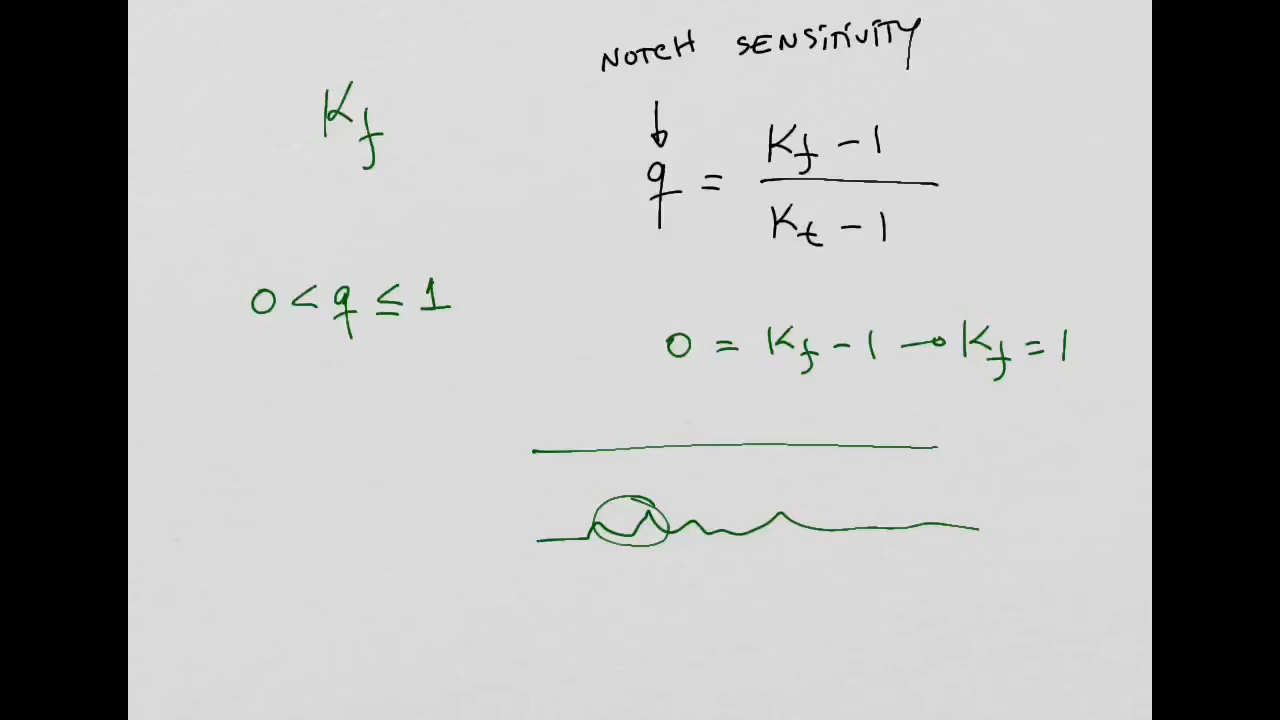 NOTCH SENSITIVITY
Kf
↓
q = (Kf - 1) / (Kt - 1)
0 < q ≤ 1
0 = Kf - 1 → Kf = 1